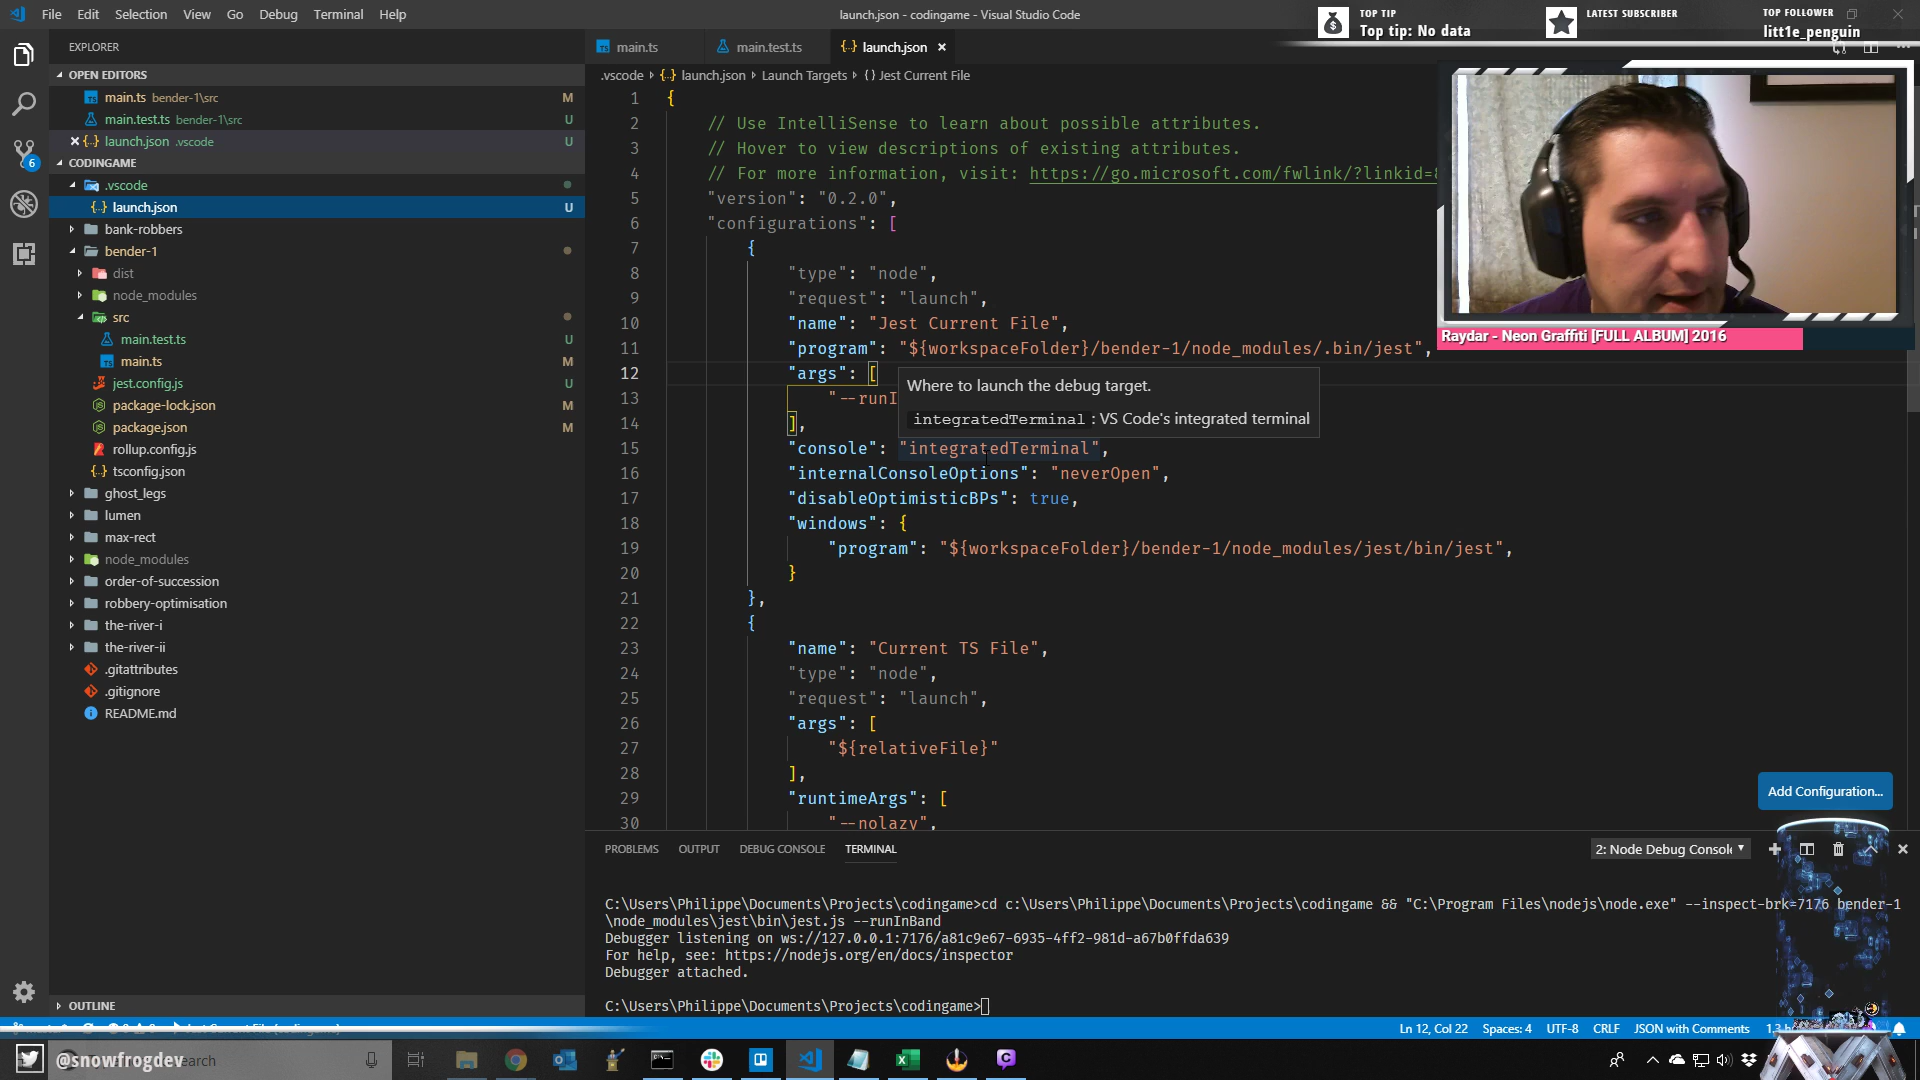 File Edit Selection View Go Debug Terminal Help
launch.json - codingame - Visual Studio Code
TOP TIP
Top tip: No data
LATEST SUBSCRIBER
TOP FOLLOWER
litt1e_penguin
EXPLORER
OPEN EDITORS
main.ts bender-1\src M
main.test.ts bender-1\src U
launch.json .vscode U
CODINGAME
.vscode
launch.json U
bank-robbers
bender-1
dist
node_modules
src
main.test.ts U
main.ts M
jest.config.js U
package-lock.json M
package.json M
rollup.config.js
tsconfig.json
ghost_legs
lumen
max-rect
node_modules
order-of-succession
robbery-optimisation
the-river-i
the-river-ii
.gitattributes
.gitignore
README.md
OUTLINE
6
main.ts main.test.ts launch.json
.vscode launch.json Launch Targets {} Jest Current File
1 {
2 // Use IntelliSense to learn about possible attributes.
3 // Hover to view descriptions of existing attributes.
4 // For more information, visit: https://go.microsoft.com/fwlink/?linkid=
5 "version": "0.2.0",
6 "configurations": [
7 {
8 "type": "node",
9 "request": "launch",
10 "name": "Jest Current File",
11 "program": "${workspaceFolder}/bender-1/node_modules/.bin/jest",
12 "args": [
13 "--runI
14 ],
15 "console": "integratedTerminal",
16 "internalConsoleOptions": "neverOpen",
17 "disableOptimisticBPs": true,
18 "windows": {
19 "program": "${workspaceFolder}/bender-1/node_modules/jest/bin/jest",
20 }
21 },
22 {
23 "name": "Current TS File",
24 "type": "node",
25 "request": "launch",
26 "args": [
27 "${relativeFile}"
28 ],
29 "runtimeArgs": [
30 "--nolazy",
Where to launch the debug target.
integratedTerminal : VS Code's integrated terminal
Raydar - Neon Graffiti [FULL ALBUM] 2016
Add Configuration...
PROBLEMS OUTPUT DEBUG CONSOLE TERMINAL
2: Node Debug Console
C:\Users\Philippe\Documents\Projects\codingame>cd c:\Users\Philippe\Documents\Projects\codingame && "C:\Program Files\nodejs\node.exe" --inspect-brk=7176 bender-1
\node_modules\jest\bin\jest.js --runInBand
Debugger listening on ws://127.0.0.1:7176/a81c9e67-6935-4ff2-981d-a67b0ffda639
For help, see: https://nodejs.org/en/docs/inspector
Debugger attached.
C:\Users\Philippe\Documents\Projects\codingame>
Ln 12, Col 22 Spaces: 4 UTF-8 CRLF JSON with Comments
@snowfrogdev